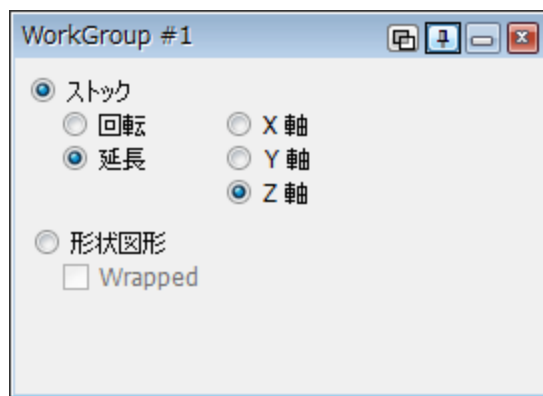 WorkGroup #1
ストック
回転 X 軸
延長 Y 軸
Z 軸
形状図形
Wrapped